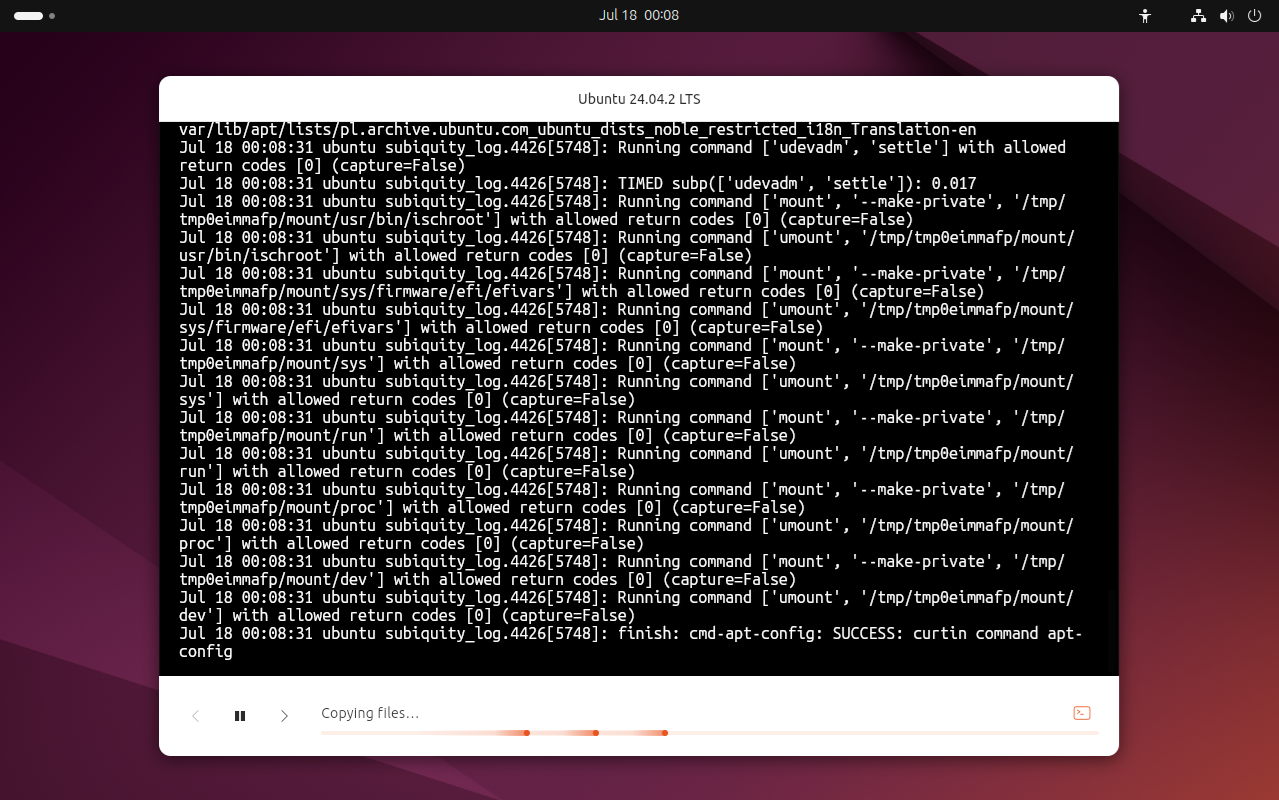 Jul 18 00:08
Ubuntu 24.04.2 LTS
var/lib/apt/lists/pl.archive.ubuntu.com_ubuntu_dists_noble_restricted_i18n_Translation-en
Jul 18 00:08:31 ubuntu subiquity_log.4426[5748]: Running command ['udevadm', 'settle'] with allowed
return codes [0] (capture=False)
Jul 18 00:08:31 ubuntu subiquity_log.4426[5748]: TIMED subp(['udevadm', 'settle']): 0.017
Jul 18 00:08:31 ubuntu subiquity_log.4426[5748]: Running command ['mount', '--make-private', '/tmp/
tmp0eimmafp/mount/usr/bin/ischroot'] with allowed return codes [0] (capture=False)
Jul 18 00:08:31 ubuntu subiquity_log.4426[5748]: Running command ['umount', '/tmp/tmp0eimmafp/mount/
usr/bin/ischroot'] with allowed return codes [0] (capture=False)
Jul 18 00:08:31 ubuntu subiquity_log.4426[5748]: Running command ['mount', '--make-private', '/tmp/
tmp0eimmafp/mount/sys/firmware/efi/efivars'] with allowed return codes [0] (capture=False)
Jul 18 00:08:31 ubuntu subiquity_log.4426[5748]: Running command ['umount', '/tmp/tmp0eimmafp/mount/
sys/firmware/efi/efivars'] with allowed return codes [0] (capture=False)
Jul 18 00:08:31 ubuntu subiquity_log.4426[5748]: Running command ['mount', '--make-private', '/tmp/
tmp0eimmafp/mount/sys'] with allowed return codes [0] (capture=False)
Jul 18 00:08:31 ubuntu subiquity_log.4426[5748]: Running command ['umount', '/tmp/tmp0eimmafp/mount/
sys'] with allowed return codes [0] (capture=False)
Jul 18 00:08:31 ubuntu subiquity_log.4426[5748]: Running command ['mount', '--make-private', '/tmp/
tmp0eimmafp/mount/run'] with allowed return codes [0] (capture=False)
Jul 18 00:08:31 ubuntu subiquity_log.4426[5748]: Running command ['umount', '/tmp/tmp0eimmafp/mount/
run'] with allowed return codes [0] (capture=False)
Jul 18 00:08:31 ubuntu subiquity_log.4426[5748]: Running command ['mount', '--make-private', '/tmp/
tmp0eimmafp/mount/proc'] with allowed return codes [0] (capture=False)
Jul 18 00:08:31 ubuntu subiquity_log.4426[5748]: Running command ['umount', '/tmp/tmp0eimmafp/mount/
proc'] with allowed return codes [0] (capture=False)
Jul 18 00:08:31 ubuntu subiquity_log.4426[5748]: Running command ['mount', '--make-private', '/tmp/
tmp0eimmafp/mount/dev'] with allowed return codes [0] (capture=False)
Jul 18 00:08:31 ubuntu subiquity_log.4426[5748]: Running command ['umount', '/tmp/tmp0eimmafp/mount/
dev'] with allowed return codes [0] (capture=False)
Jul 18 00:08:31 ubuntu subiquity_log.4426[5748]: finish: cmd-apt-config: SUCCESS: curtin command apt-
config
Copying files…